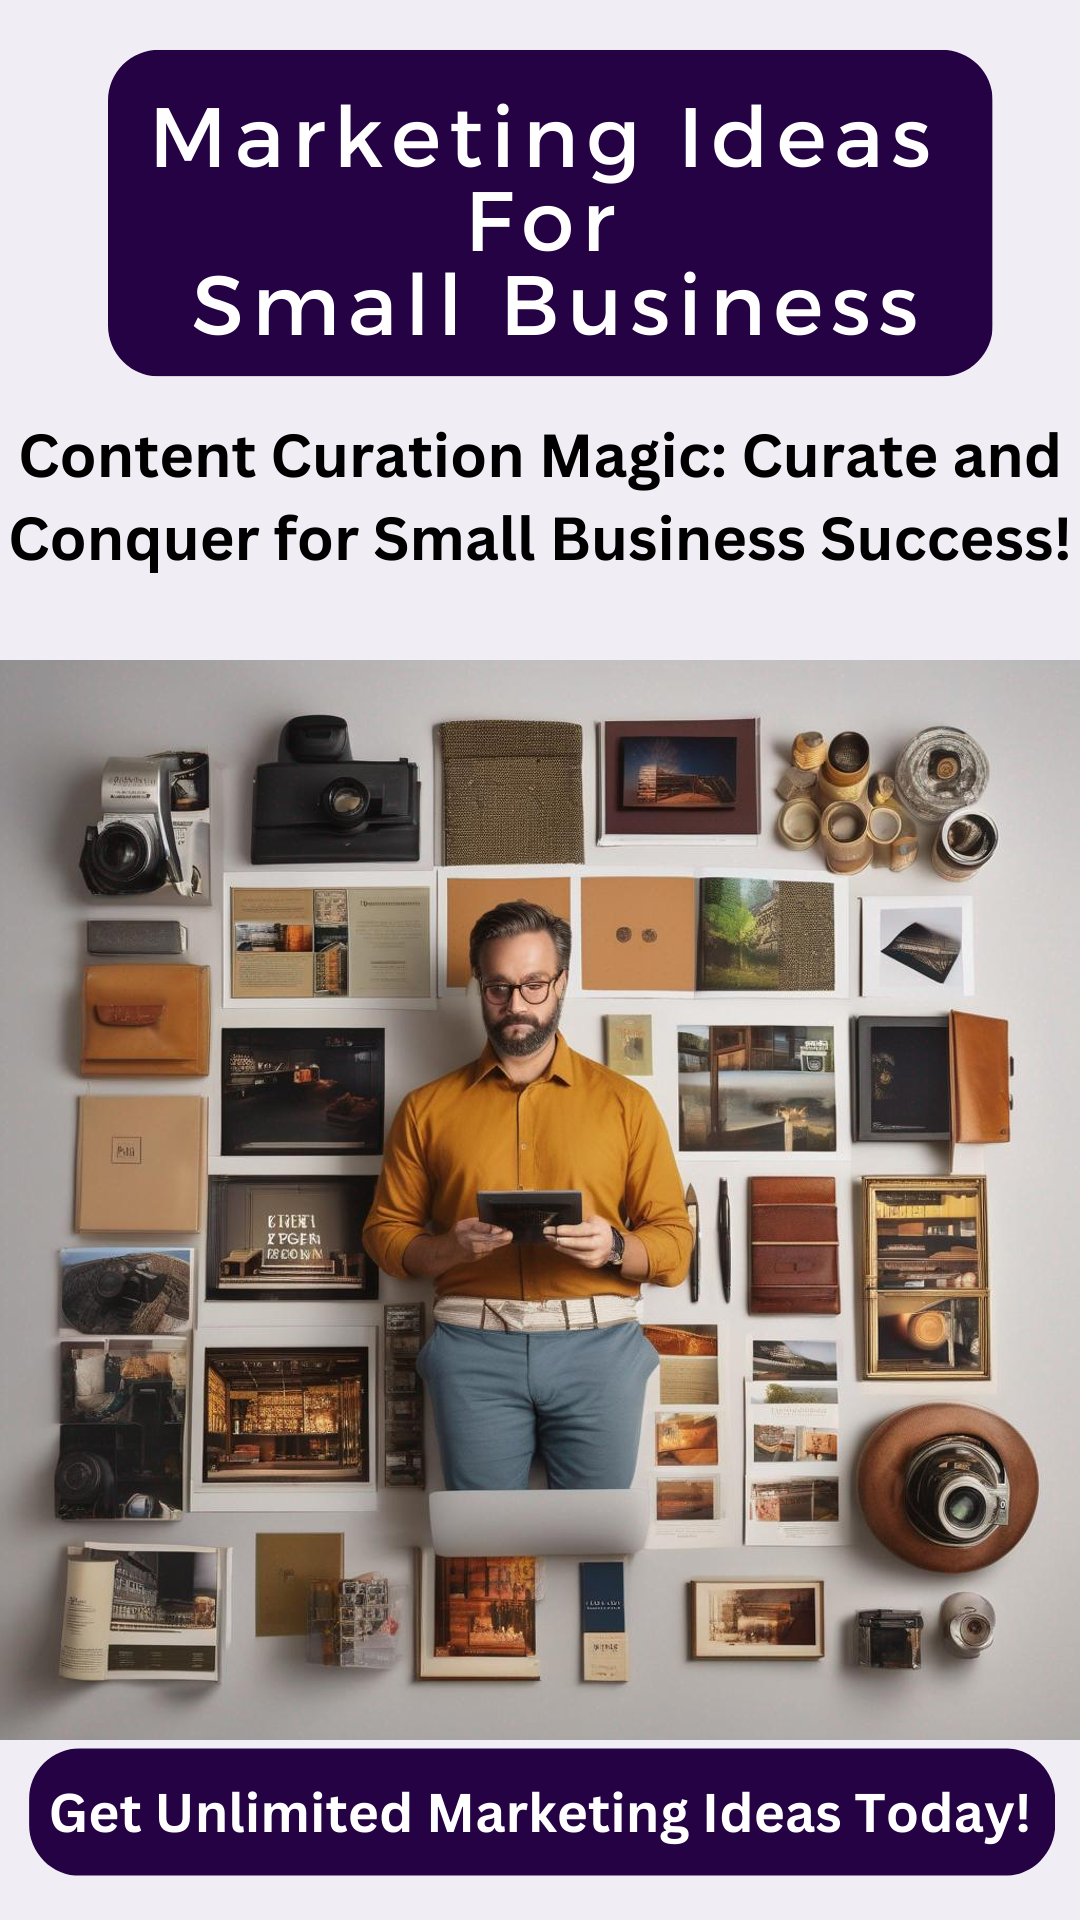 Marketing Ideas
For
Small Business
Content Curation Magic: Curate and
Conquer for Small Business Success!
Get Unlimited Marketing Ideas Today!